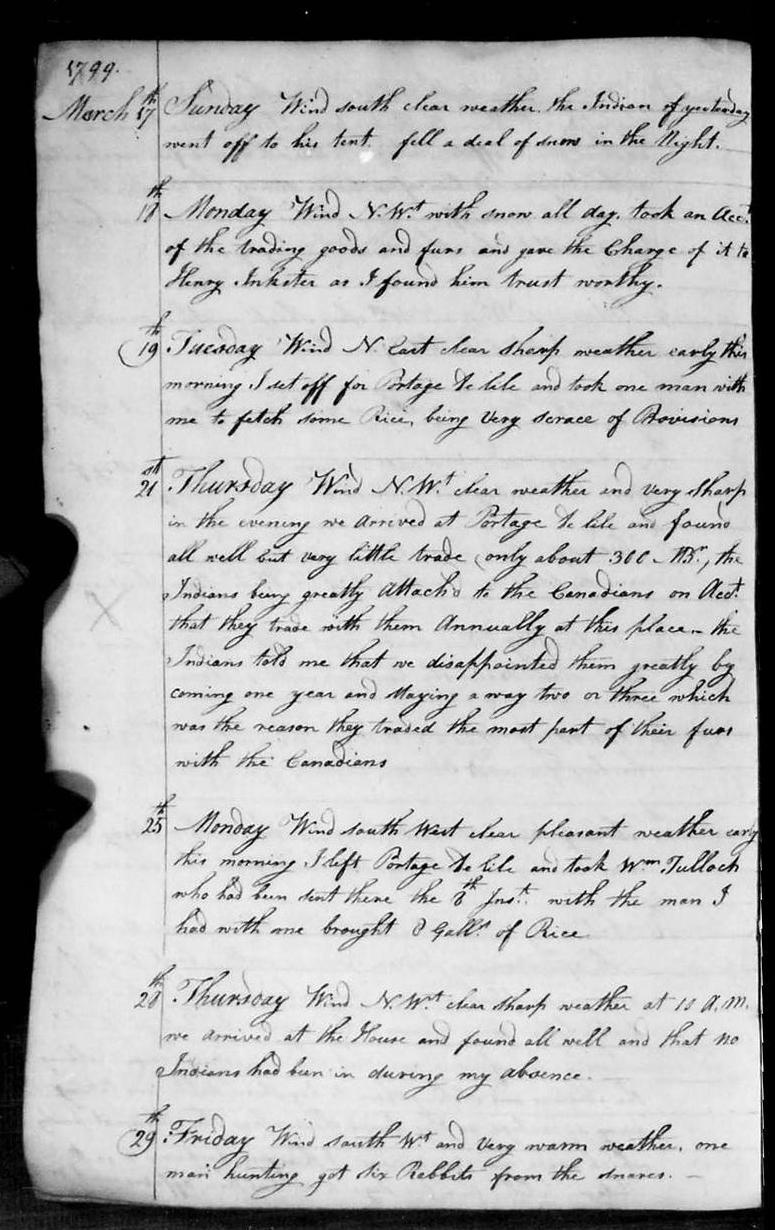 1799.
March 17th Sunday Wind south clear weather. the Indian of yesterday
went off to his tent. fell a deal of snow in the Night.
18th Monday Wind N.Wt. with snow all day. took an Acct.
of the trading goods and furs and gave the Charge of it to
Henry Inkster as I found him trust worthy.
19th Tuesday Wind N. East clear sharp weather early this
morning I set off for Portage de lile and took one man with
me to fetch some Rice, being Very scrace of Provisions
21st Thursday Wind N.Wt. clear weather and very sharp
in the evening we arrived at Portage de lile and found
all well but very little trade (only about 300 MBr., the
Indians being greatly Attach'd to the Canadians on Acct.
that they trade with them Annually at this place - the
Indians told me that we disappointed them greatly by
coming one year and staying a way two or three which
was the reason they traded the most part of their furs
with the Canadians
25th Monday Wind south West clear pleasant weather early
this morning I left Portage de lile and took Wm. Tulloch
who had been sent there the 8th Inst. with the man I
had with me brought 8 Galls. of Rice
28th Thursday Wind N.Wt. clear sharp weather at 10 A.M.
we arrived at the House and found all well and that no
Indians had been in during my absence. -
29th Friday Wind south Wt and Very warm weather. one
man hunting got six Rabbits from the snares. -